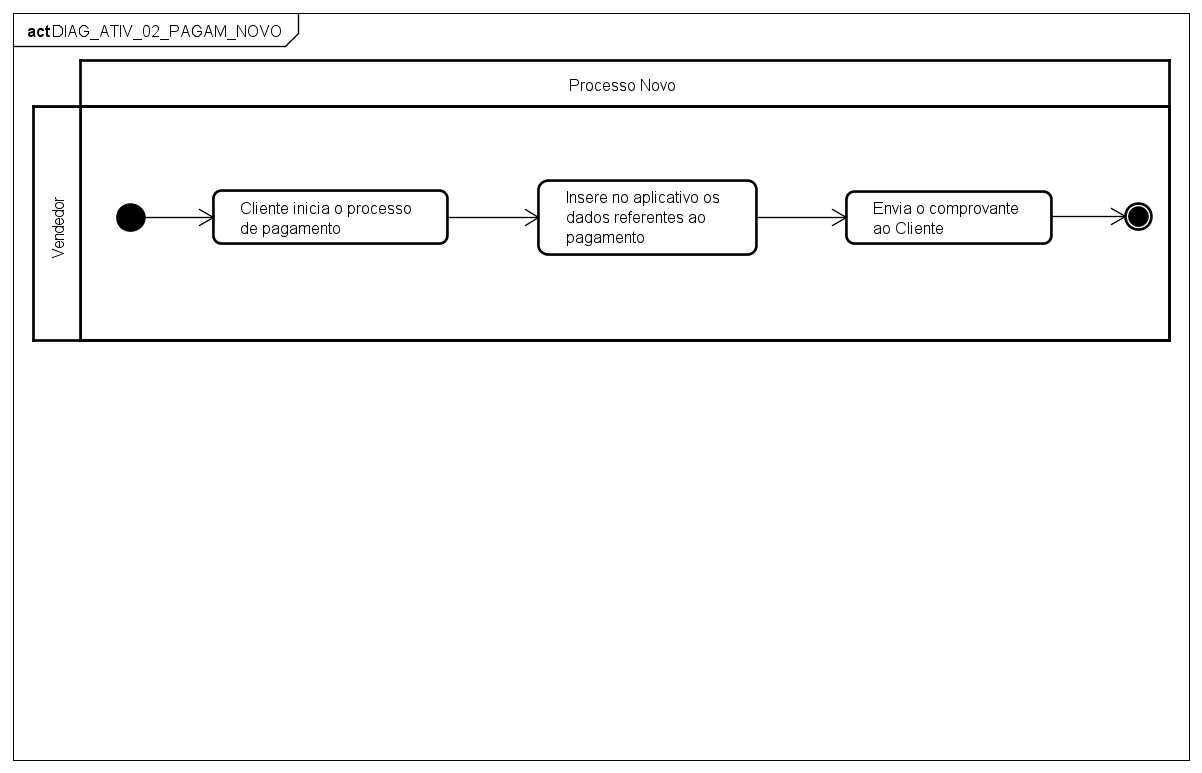 act DIAG_ATIV_02_PAGAM_NOVO
Processo Novo
Vendedor
Cliente inicia o processo
de pagamento
Insere no aplicativo os
dados referentes ao
pagamento
Envia o comprovante
ao Cliente